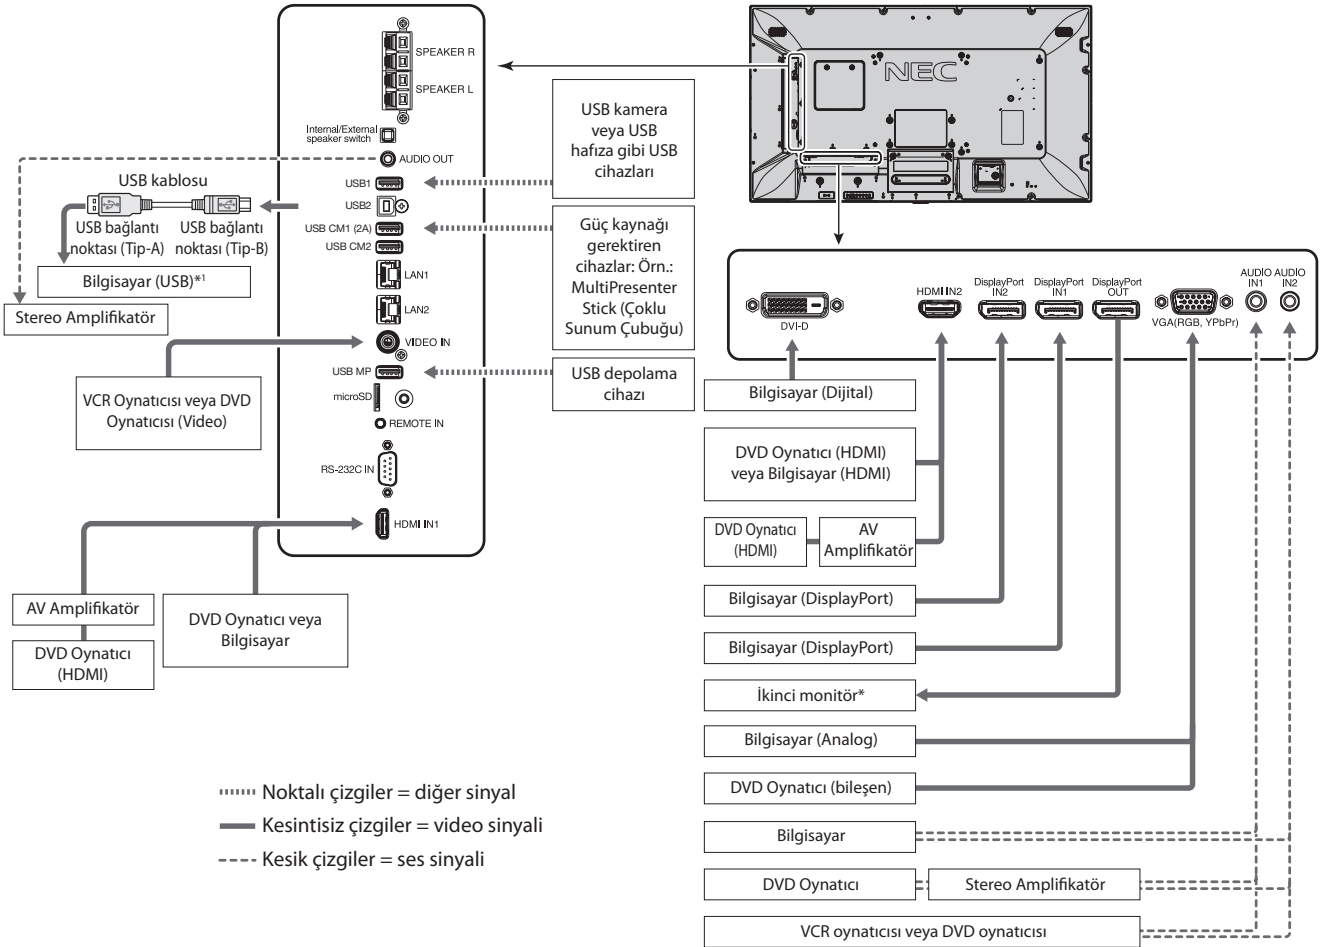 SPEAKER R
SPEAKER L
Internal/External
speaker switch
AUDIO OUT
USB1
USB2
USB CM1 (2A)
USB CM2
LAN1
LAN2
VIDEO IN
USB MP
microSD
REMOTE IN
RS-232C IN
HDMI IN1
USB kablosu
USB bağlantı
noktası (Tip-A)
USB bağlantı
noktası (Tip-B)
Bilgisayar (USB)*1
Stereo Amplifikatör
VCR Oynatıcısı veya DVD
Oynatıcısı (Video)
AV Amplifikatör
DVD Oynatıcı
(HDMI)
DVD Oynatıcı veya
Bilgisayar
USB kamera
veya USB
hafıza gibi USB
cihazları
Güç kaynağı
gerektiren
cihazlar: Örn.:
MultiPresenter
Stick (Çoklu
Sunum Çubuğu)
USB depolama
cihazı
NEC
DVI-D
HDMI IN2
DisplayPort
IN2
DisplayPort
IN1
DisplayPort
OUT
VGA(RGB, YPbPr)
AUDIO
IN1
AUDIO
IN2
Bilgisayar (Dijital)
DVD Oynatıcı (HDMI)
veya Bilgisayar (HDMI)
DVD Oynatıcı
(HDMI)
AV
Amplifikatör
Bilgisayar (DisplayPort)
Bilgisayar (DisplayPort)
İkinci monitör*
Bilgisayar (Analog)
DVD Oynatıcı (bileşen)
Bilgisayar
DVD Oynatıcı
Stereo Amplifikatör
VCR oynatıcısı veya DVD oynatıcısı
Noktalı çizgiler = diğer sinyal
Kesintisiz çizgiler = video sinyali
Kesik çizgiler = ses sinyali